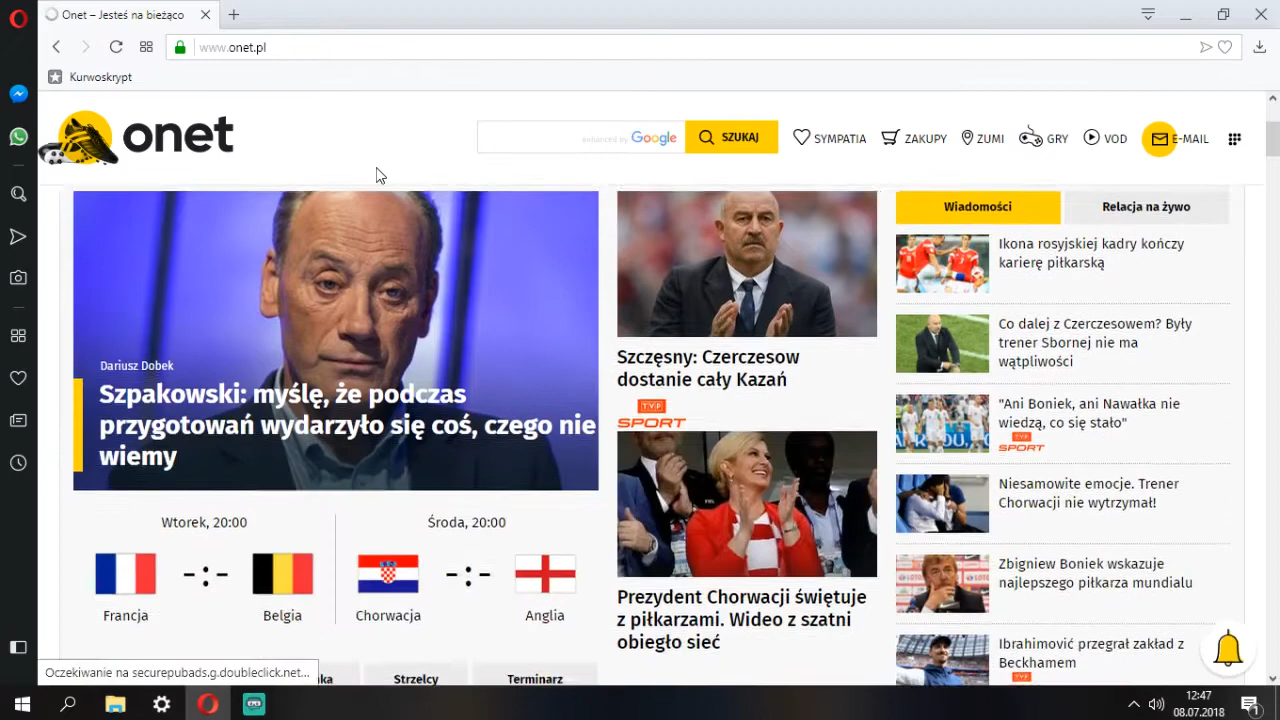 Onet – Jesteś na bieżąco
www.onet.pl
Kurwoskrypt
onet
enhanced by Google
SZUKAJ
SYMPATIA
ZAKUPY
ZUMI
GRY
VOD
E-MAIL
Dariusz Dobek
Szpakowski: myślę, że podczas
przygotowań wydarzyło się coś, czego nie
wiemy
Wtorek, 20:00
Środa, 20:00
-:-
-:-
Francja
Belgia
Chorwacja
Anglia
Strzelcy
Terminarz
Szczęsny: Czerczesow
dostanie cały Kazań
TVP
SPORT
Prezydent Chorwacji świętuje
z piłkarzami. Wideo z szatni
obiegło sieć
Wiadomości
Relacja na żywo
Ikona rosyjskiej kadry kończy
karierę piłkarską
Co dalej z Czerczesowem? Były
trener Sbornej nie ma
wątpliwości
"Ani Boniek, ani Nawałka nie
wiedzą, co się stało"
TVP
SPORT
Niesamowite emocje. Trener
Chorwacji nie wytrzymał!
Zbigniew Boniek wskazuje
najlepszego piłkarza mundialu
Ibrahimović przegrał zakład z
Beckhamem
TVP
Oczekiwanie na securepubads.g.doubleclick.net...
12:47
08.07.2018
1